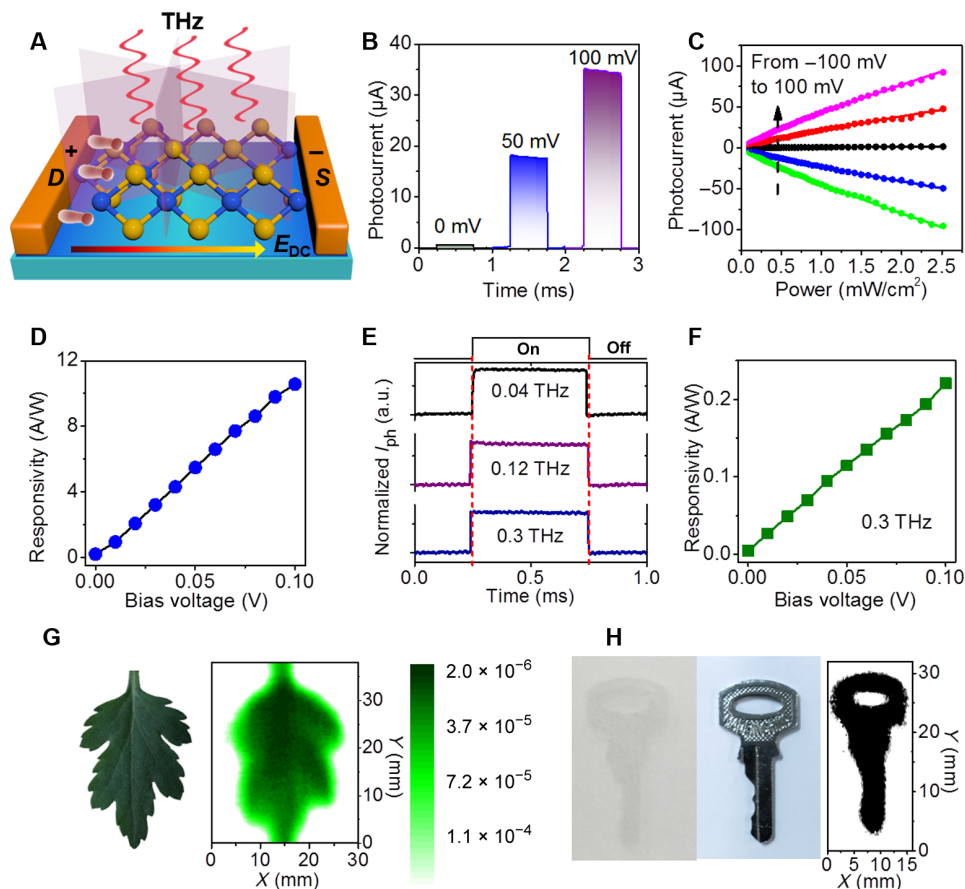 A
THz
+
D
–
S
E_DC
B
Photocurrent (μA)
40
30
20
10
0
0 mV
50 mV
100 mV
0
1
2
3
Time (ms)
C
Photocurrent (μA)
100
50
0
−50
−100
From −100 mV
to 100 mV
0.0
0.5
1.0
1.5
2.0
2.5
Power (mW/cm²)
D
Responsivity (A/W)
12
8
4
0
0.00
0.05
0.10
Bias voltage (V)
E
On
Off
Normalized I_ph (a.u.)
0.04 THz
0.12 THz
0.3 THz
0.0
0.5
1.0
Time (ms)
F
Responsivity (A/W)
0.2
0.1
0.0
0.3 THz
0.00
0.05
0.10
Bias voltage (V)
G
30
20
10
0
Y (mm)
0
10
20
30
X (mm)
2.0 × 10⁻⁶
3.7 × 10⁻⁵
7.2 × 10⁻⁵
1.1 × 10⁻⁴
H
30
20
10
0
Y (mm)
0
5
10
15
X (mm)